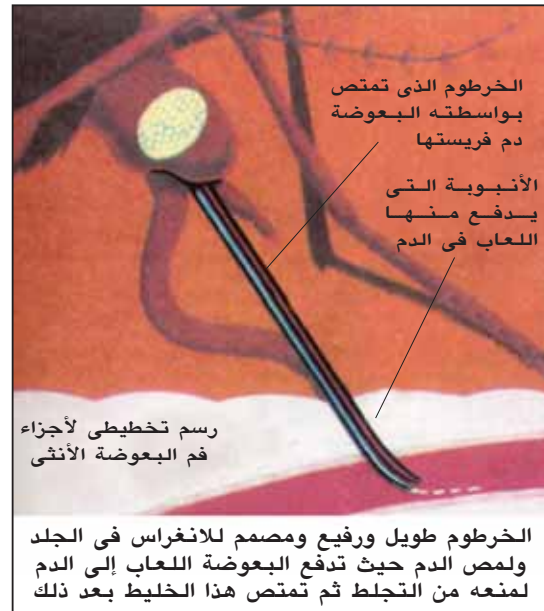 الخرطوم الذى تمتص
بواسطته البعوضة
دم فريستها
الأنبوبة التى
يدفع منها
اللعاب فى الدم
رسم تخطيطى لأجزاء
فم البعوضة الأنثى
الخرطوم طويل ورفيع ومصمم للانغراس فى الجلد
ولمص الدم حيث تدفع البعوضة اللعاب إلى الدم
لمنعه من التجلط ثم تمتص هذا الخليط بعد ذلك